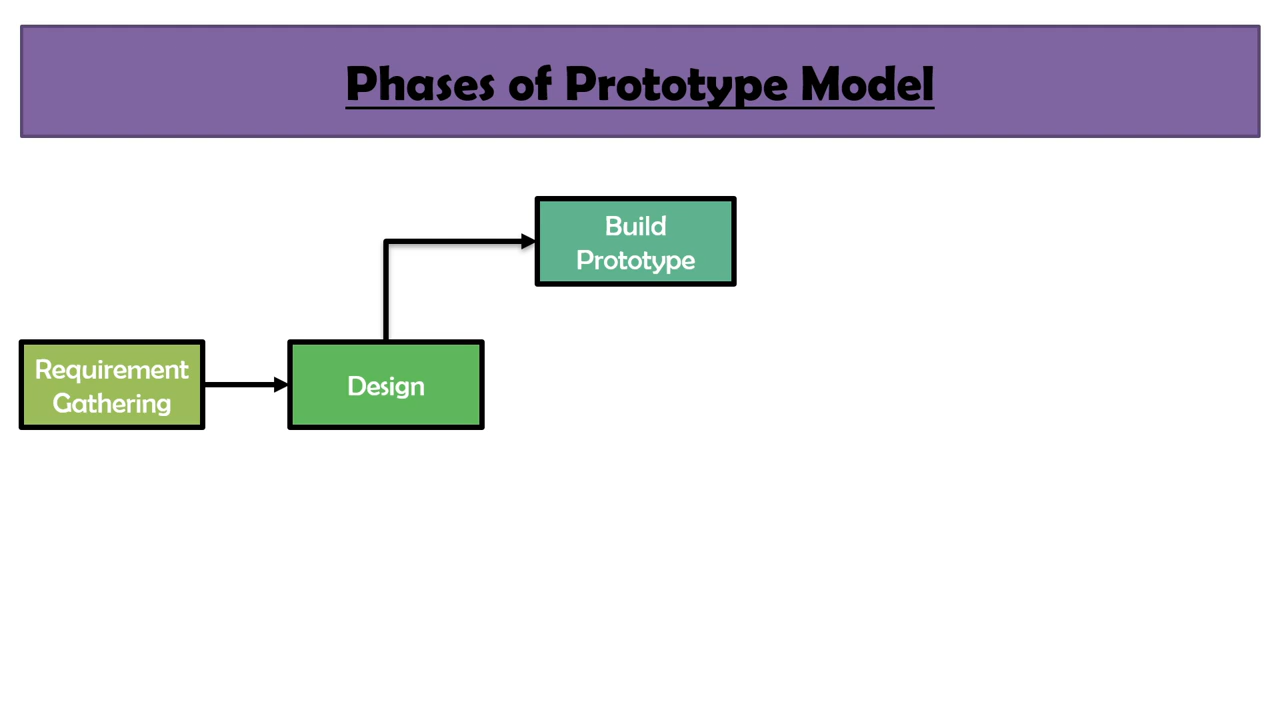 Phases of Prototype Model
Build
Prototype
Requirement
Gathering
Design